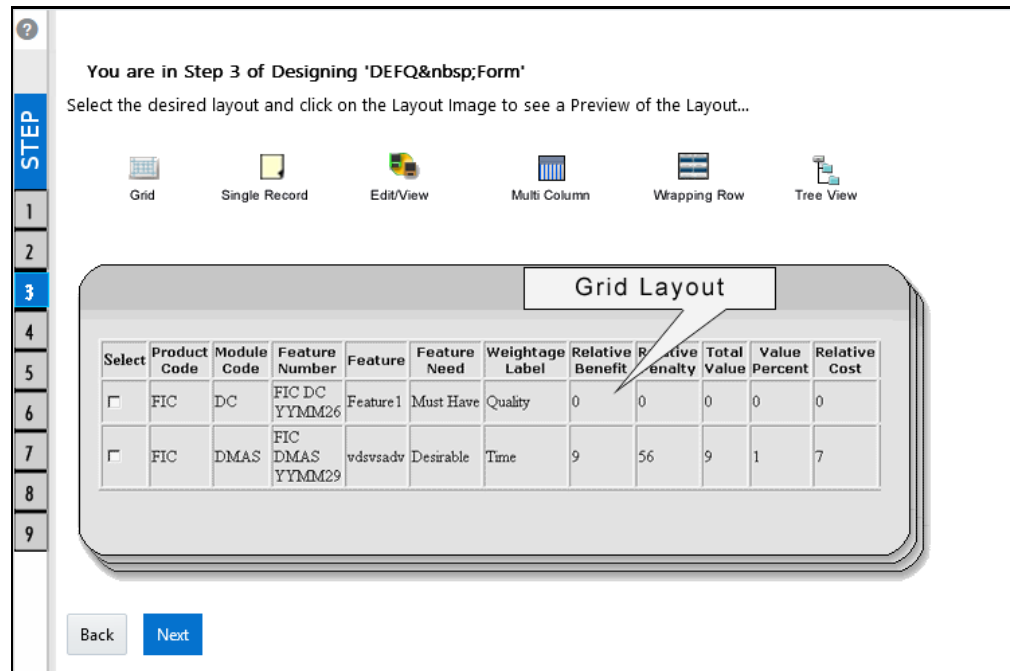 ?
You are in Step 3 of Designing 'DEFQ&nbsp;Form'
Select the desired layout and click on the Layout Image to see a Preview of the Layout...
STEP
Grid Single Record Edit/View Multi Column Wrapping Row Tree View
1
2
3
4
5
6
7
8
9
Grid Layout
Select Product Code Module Code Feature Number Feature Feature Need Weightage Label Relative Benefit Total Value Value Percent Relative Cost
FIC DC FIC DC YYMM26 Feature1 Must Have Quality 0 0 0 0 0
FIC DMAS FIC DMAS YYMM29 vdsvsadv Desirable Time 9 56 9 1 7
Back Next